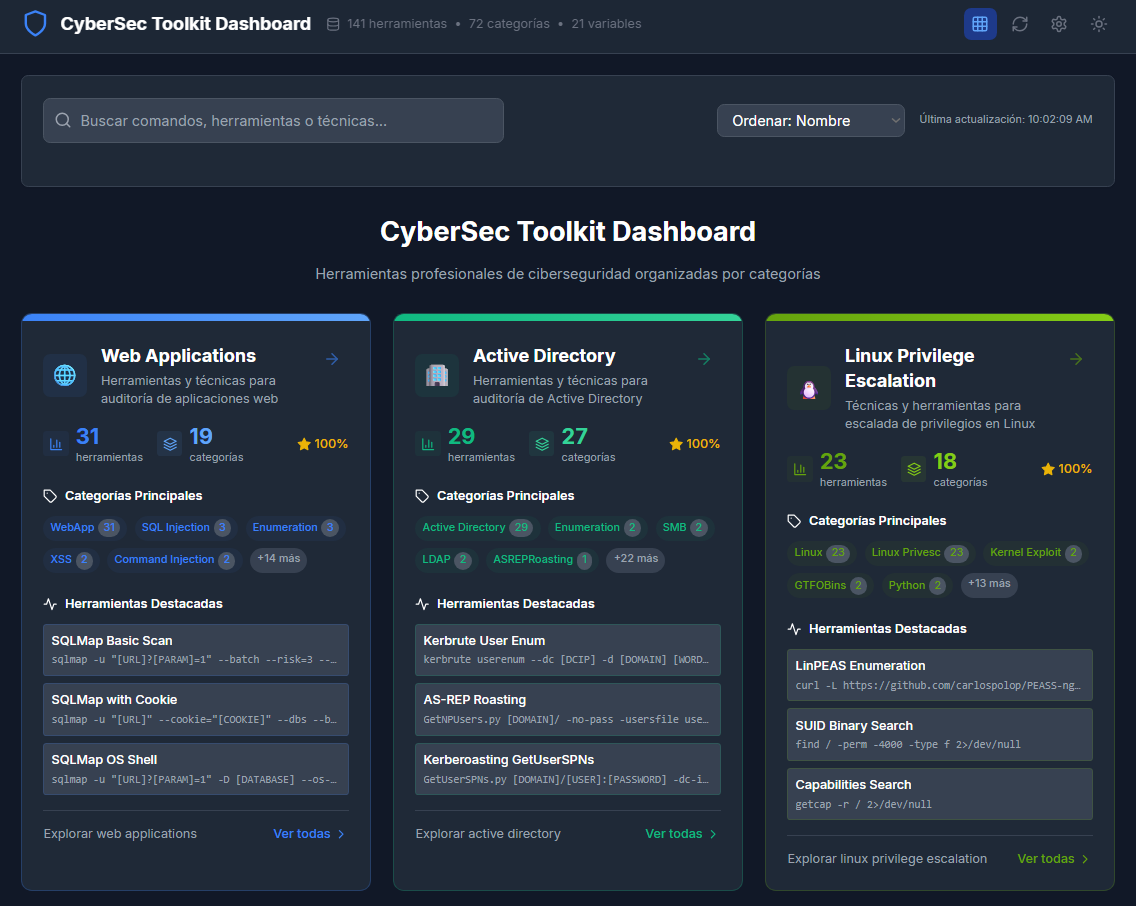 CyberSec Toolkit Dashboard
141 herramientas • 72 categorías • 21 variables
Buscar comandos, herramientas o técnicas...
Ordenar: Nombre
Última actualización: 10:02:09 AM
CyberSec Toolkit Dashboard
Herramientas profesionales de ciberseguridad organizadas por categorías
Web Applications
Herramientas y técnicas para
auditoría de aplicaciones web
31 herramientas
19 categorías
100%
Categorías Principales
WebApp 31 SQL Injection 3 Enumeration 3
XSS 2 Command Injection 2 +14 más
Herramientas Destacadas
SQLMap Basic Scan
sqlmap -u "[URL]?[PARAM]=1" --batch --risk=3 --…
SQLMap with Cookie
sqlmap -u "[URL]" --cookie="[COOKIE]" --dbs --b…
SQLMap OS Shell
sqlmap -u "[URL]?[PARAM]=1" -D [DATABASE] --os-…
Explorar web applications
Ver todas
Active Directory
Herramientas y técnicas para
auditoría de Active Directory
29 herramientas
27 categorías
100%
Categorías Principales
Active Directory 29 Enumeration 2 SMB 2
LDAP 2 ASREPRoasting 1 +22 más
Herramientas Destacadas
Kerbrute User Enum
kerbrute userenum --dc [DCIP] -d [DOMAIN] [WORD…
AS-REP Roasting
GetNPUsers.py [DOMAIN]/ -no-pass -usersfile use…
Kerberoasting GetUserSPNs
GetUserSPNs.py [DOMAIN]/[USER]:[PASSWORD] -dc-i…
Explorar active directory
Ver todas
Linux Privilege
Escalation
Técnicas y herramientas para
escalada de privilegios en Linux
23 herramientas
18 categorías
100%
Categorías Principales
Linux 23 Linux Privesc 23 Kernel Exploit 2
GTFOBins 2 Python 2 +13 más
Herramientas Destacadas
LinPEAS Enumeration
curl -L https://github.com/carlospolop/PEASS-ng…
SUID Binary Search
find / -perm -4000 -type f 2>/dev/null
Capabilities Search
getcap -r / 2>/dev/null
Explorar linux privilege escalation
Ver todas